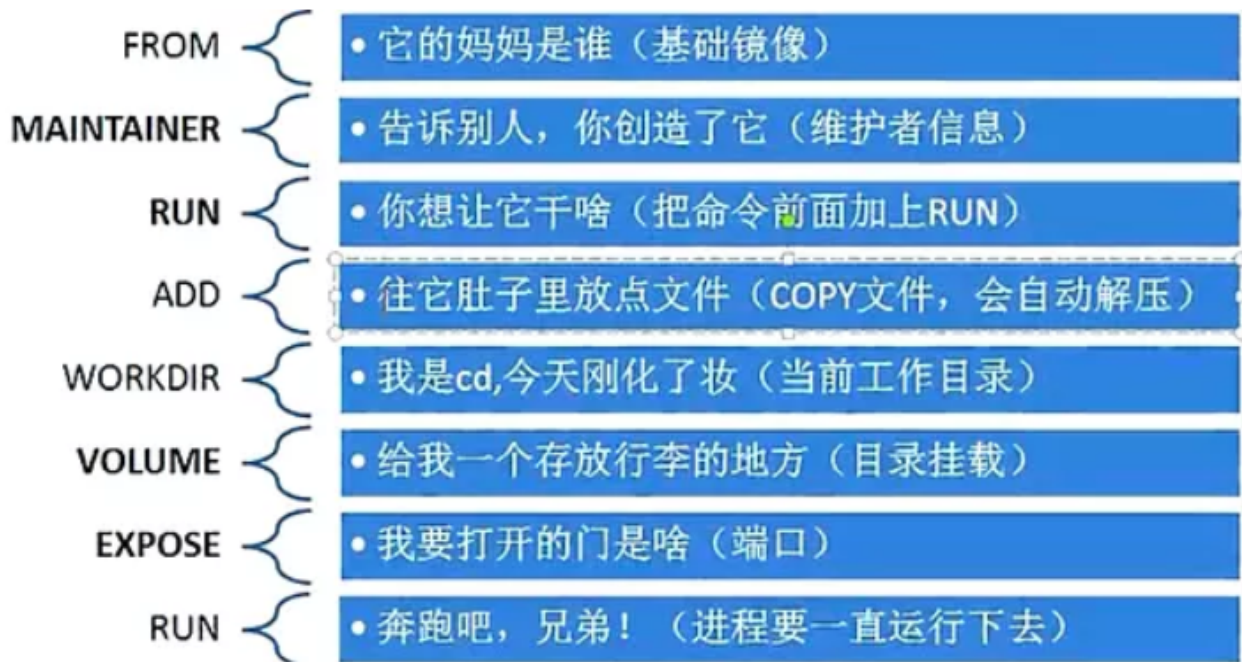 FROM
• 它的妈妈是谁（基础镜像）
MAINTAINER
• 告诉别人，你创造了它（维护者信息）
RUN
• 你想让它干啥（把命令前面加上RUN）
ADD
• 往它肚子里放点文件（COPY文件，会自动解压）
WORKDIR
• 我是cd,今天刚化了妆（当前工作目录）
VOLUME
• 给我一个存放行李的地方（目录挂载）
EXPOSE
• 我要打开的门是啥（端口）
RUN
• 奔跑吧，兄弟！（进程要一直运行下去）